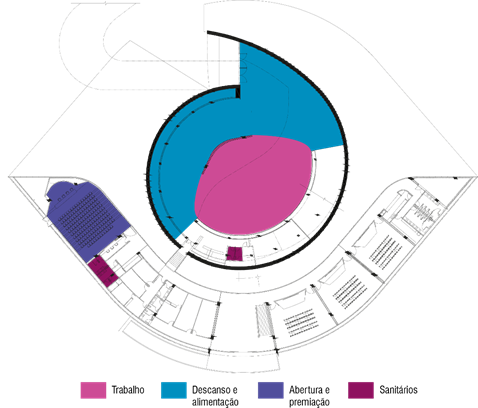 Trabalho
Descanso e
alimentação
Abertura e
premiação
Sanitários